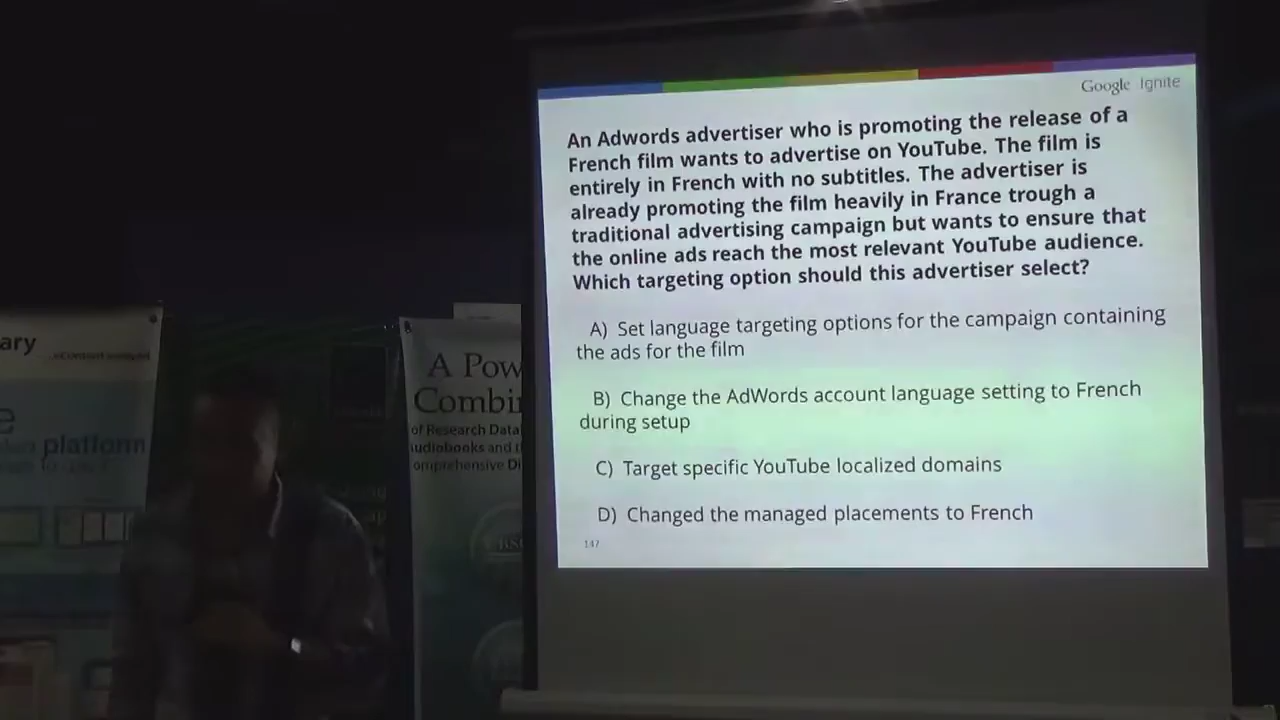 Google Ignite
An Adwords advertiser who is promoting the release of a
French film wants to advertise on YouTube. The film is
entirely in French with no subtitles. The advertiser is
already promoting the film heavily in France trough a
traditional advertising campaign but wants to ensure that
the online ads reach the most relevant YouTube audience.
Which targeting option should this advertiser select?
A) Set language targeting options for the campaign containing
the ads for the film
B) Change the AdWords account language setting to French
during setup
C) Target specific YouTube localized domains
D) Changed the managed placements to French
147
ary
e
platform
A Pow
Combi
of Research Data
udiobooks and t
omprehensive Di